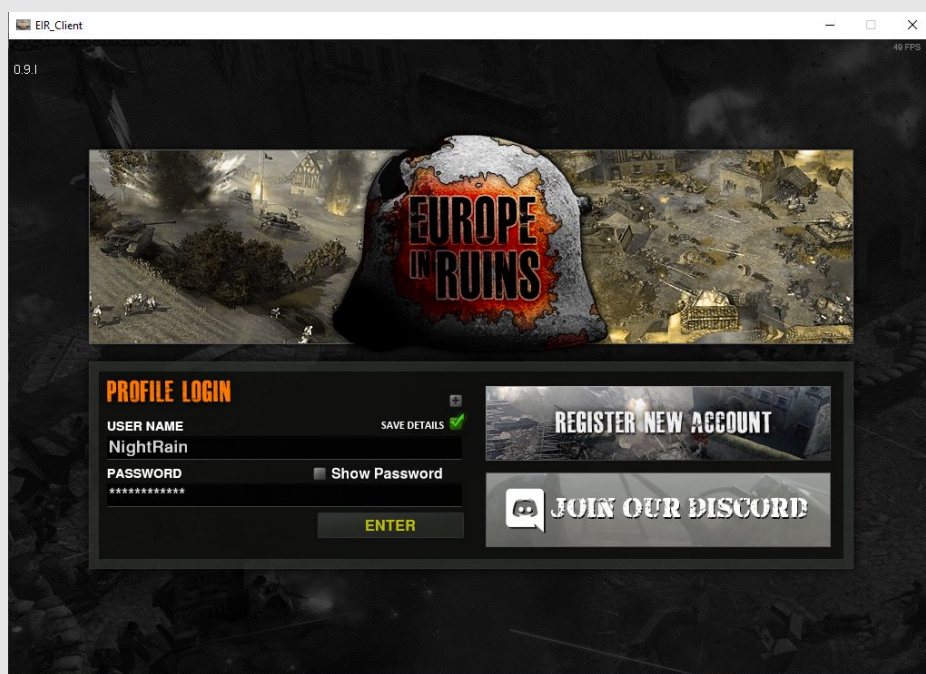 EIR_Client
49 FPS
0.9.1
EUROPE
IN RUINS
PROFILE LOGIN
USER NAME
SAVE DETAILS
NightRain
PASSWORD
Show Password
************
ENTER
REGISTER NEW ACCOUNT
JOIN OUR DISCORD